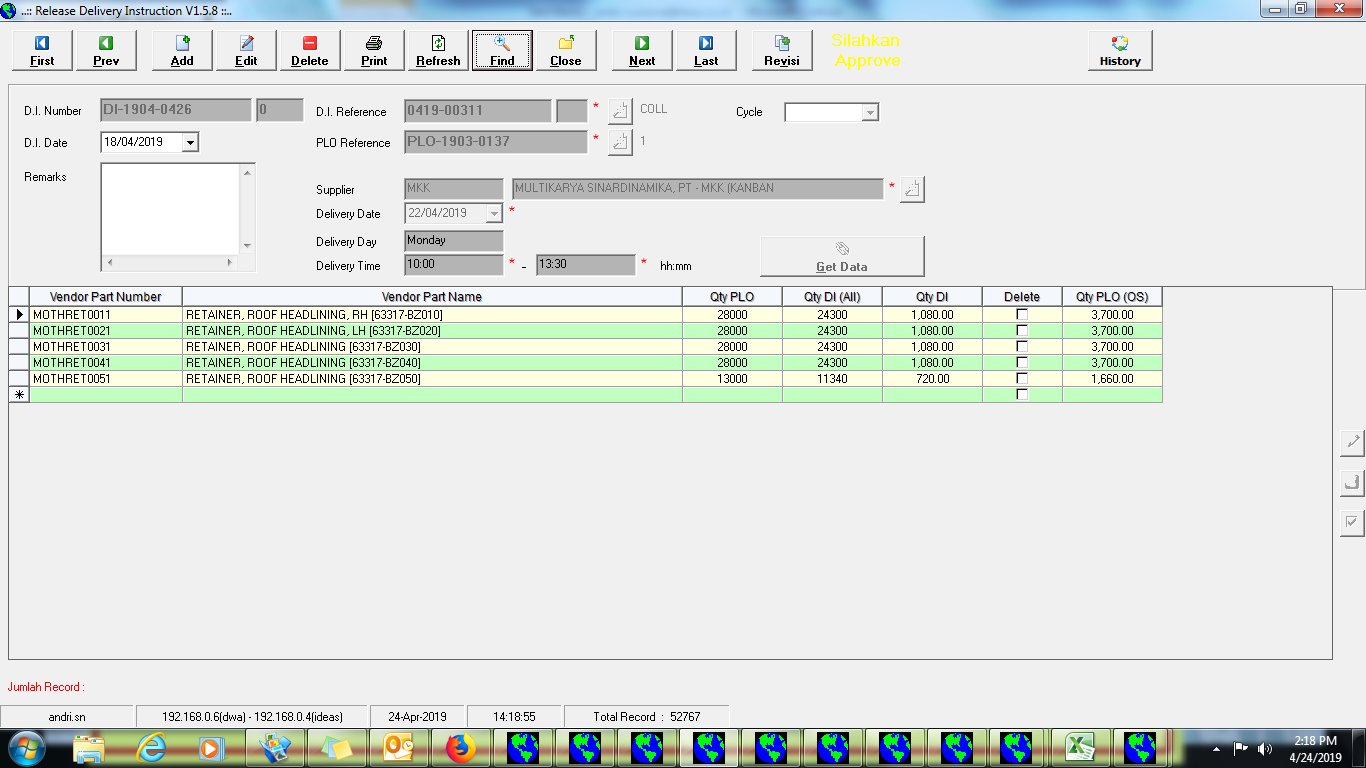 ..:: Release Delivery Instruction V1.5.8 ::..
First Prev Add Edit Delete Print Refresh Find Close Next Last Revisi Silahkan Approve History
D.I. Number DI-1904-0426 0 D.I. Reference 0419-00311 * COLL Cycle
D.I. Date 18/04/2019 PLO Reference PLO-1903-0137 * 1
Remarks
Supplier MKK MULTIKARYA SINARDINAMIKA, PT - MKK (KANBAN *
Delivery Date 22/04/2019 *
Delivery Day Monday
Delivery Time 10:00 * - 13:30 * hh:mm Get Data
Vendor Part Number Vendor Part Name Qty PLO Qty DI (All) Qty DI Delete Qty PLO (OS)
MOTHRET0011 RETAINER, ROOF HEADLINING, RH [63317-BZ010] 28000 24300 1,080.00 3,700.00
MOTHRET0021 RETAINER, ROOF HEADLINING, LH [63317-BZ020] 28000 24300 1,080.00 3,700.00
MOTHRET0031 RETAINER, ROOF HEADLINING [63317-BZ030] 28000 24300 1,080.00 3,700.00
MOTHRET0041 RETAINER, ROOF HEADLINING [63317-BZ040] 28000 24300 1,080.00 3,700.00
MOTHRET0051 RETAINER, ROOF HEADLINING [63317-BZ050] 13000 11340 720.00 1,660.00
Jumlah Record :
andri.sn 192.168.0.6(dwa) - 192.168.0.4(ideas) 24-Apr-2019 14:18:55 Total Record : 52767
2:18 PM
4/24/2019